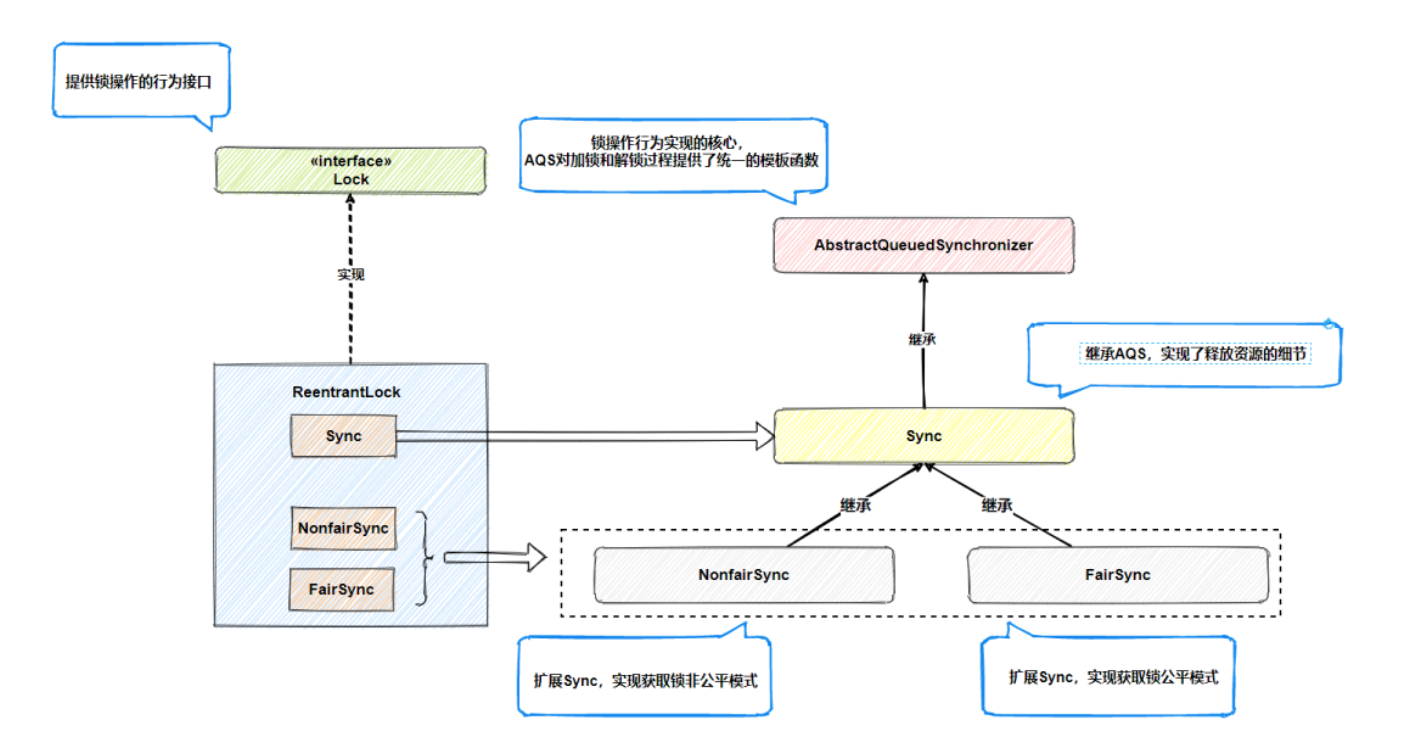 提供锁操作的行为接口
锁操作行为实现的核心，
AQS对加锁和解锁过程提供了统一的模板函数
«interface»
Lock
AbstractQueuedSynchronizer
实现
继承
继承AQS，实现了释放资源的细节
ReentrantLock
Sync
Sync
继承
继承
NonfairSync
FairSync
NonfairSync
FairSync
扩展Sync，实现获取锁非公平模式
扩展Sync，实现获取锁公平模式